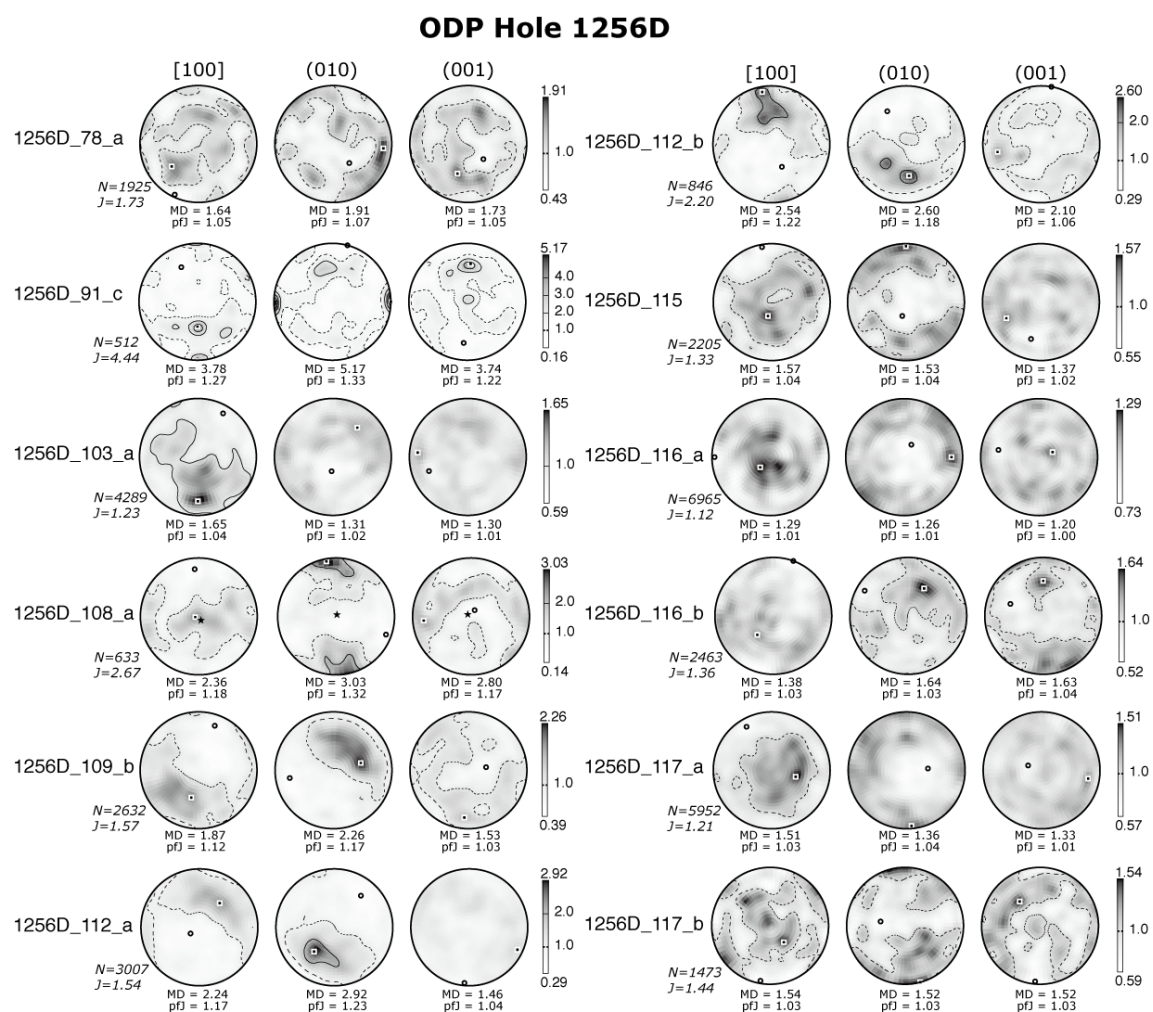 ODP Hole 1256D
[100] (010) (001)
1256D_78_a
N=1925
J=1.73
MD = 1.64
pfJ = 1.05
MD = 1.91
pfJ = 1.07
MD = 1.73
pfJ = 1.05
1.91
1.0
0.43
1256D_91_c
N=512
J=4.44
MD = 3.78
pfJ = 1.27
MD = 5.17
pfJ = 1.33
MD = 3.74
pfJ = 1.22
5.17
4.0
3.0
2.0
1.0
0.16
1256D_103_a
N=4289
J=1.23
MD = 1.65
pfJ = 1.04
MD = 1.31
pfJ = 1.02
MD = 1.30
pfJ = 1.01
1.65
1.0
0.59
1256D_108_a
N=633
J=2.67
MD = 2.36
pfJ = 1.18
MD = 3.03
pfJ = 1.32
MD = 2.80
pfJ = 1.17
3.03
2.0
1.0
0.14
1256D_109_b
N=2632
J=1.57
MD = 1.87
pfJ = 1.12
MD = 2.26
pfJ = 1.17
MD = 1.53
pfJ = 1.03
2.26
1.0
0.39
1256D_112_a
N=3007
J=1.54
MD = 2.24
pfJ = 1.17
MD = 2.92
pfJ = 1.23
MD = 1.46
pfJ = 1.04
2.92
2.0
1.0
0.29
[100] (010) (001)
1256D_112_b
N=846
J=2.20
MD = 2.54
pfJ = 1.22
MD = 2.60
pfJ = 1.18
MD = 2.10
pfJ = 1.06
2.60
2.0
1.0
0.29
1256D_115
N=2205
J=1.33
MD = 1.57
pfJ = 1.04
MD = 1.53
pfJ = 1.04
MD = 1.37
pfJ = 1.02
1.57
1.0
0.55
1256D_116_a
N=6965
J=1.12
MD = 1.29
pfJ = 1.01
MD = 1.26
pfJ = 1.01
MD = 1.20
pfJ = 1.00
1.29
0.73
1256D_116_b
N=2463
J=1.36
MD = 1.38
pfJ = 1.03
MD = 1.64
pfJ = 1.03
MD = 1.63
pfJ = 1.04
1.64
1.0
0.52
1256D_117_a
N=5952
J=1.21
MD = 1.51
pfJ = 1.03
MD = 1.36
pfJ = 1.04
MD = 1.33
pfJ = 1.01
1.51
1.0
0.57
1256D_117_b
N=1473
J=1.44
MD = 1.54
pfJ = 1.03
MD = 1.52
pfJ = 1.03
MD = 1.52
pfJ = 1.03
1.54
1.0
0.59